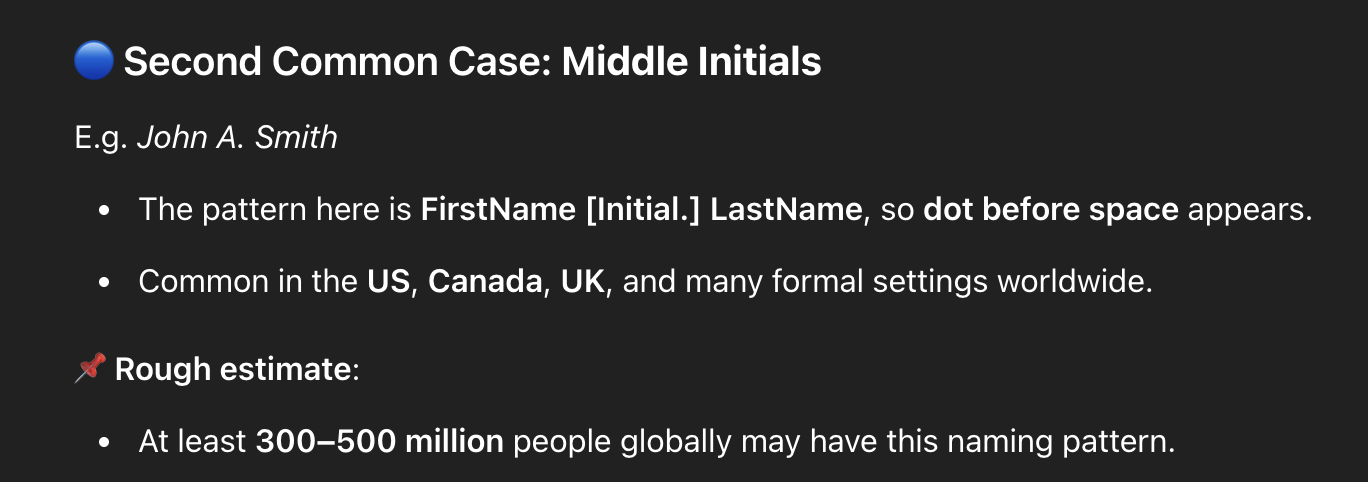 🔵 Second Common Case: Middle Initials
E.g. John A. Smith
• The pattern here is FirstName [Initial.] LastName, so dot before space appears.
• Common in the US, Canada, UK, and many formal settings worldwide.
📌 Rough estimate:
• At least 300–500 million people globally may have this naming pattern.